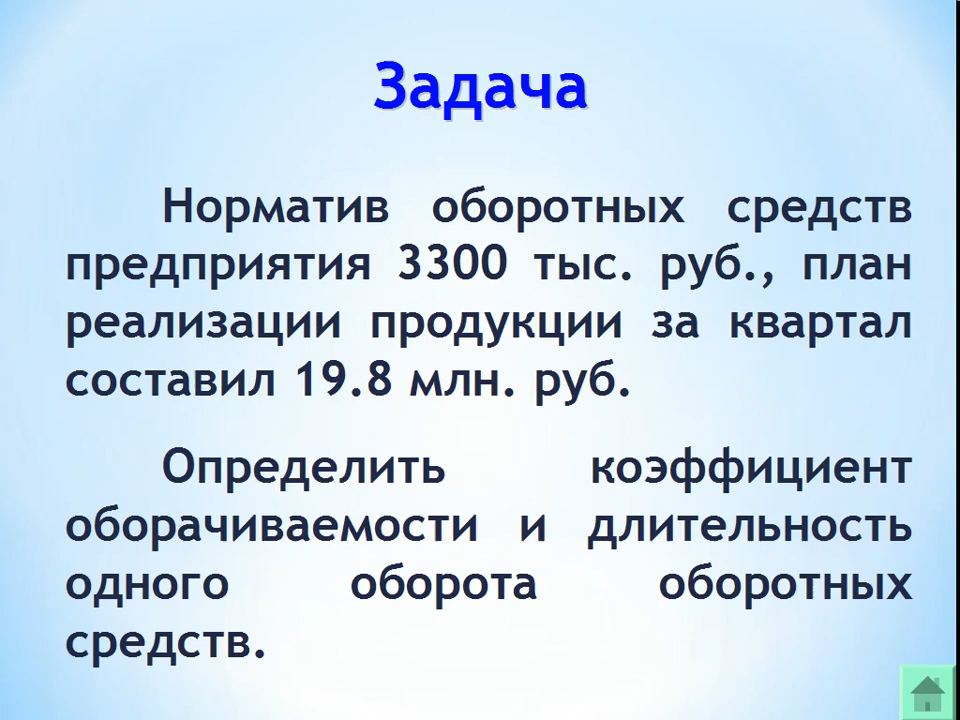 Задача
Норматив оборотных средств
предприятия 3300 тыс. руб., план
реализации продукции за квартал
составил 19.8 млн. руб.
Определить коэффициент
оборачиваемости и длительность
одного оборота оборотных
средств.